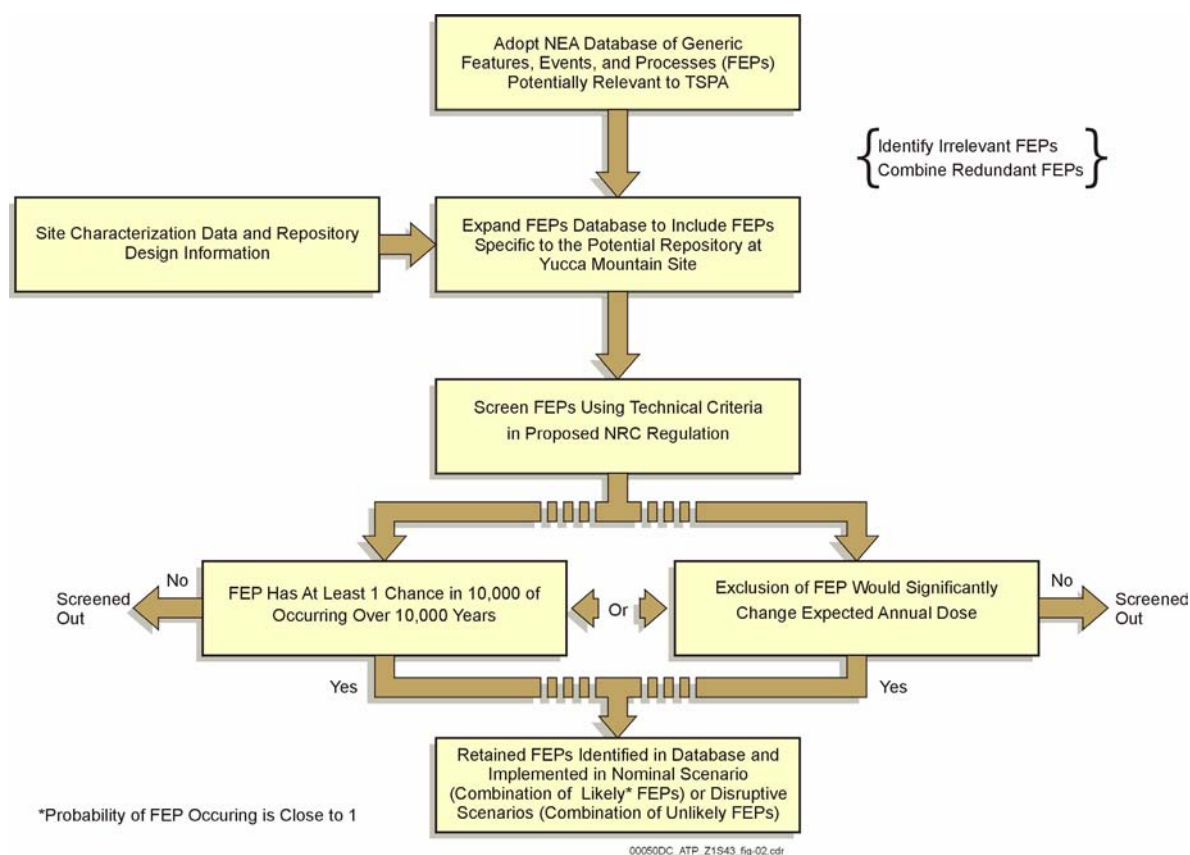 Adopt NEA Database of Generic
Features, Events, and Processes (FEPs)
Potentially Relevant to TSPA
Identify Irrelevant FEPs
Combine Redundant FEPs
Site Characterization Data and Repository
Design Information
Expand FEPs Database to Include FEPs
Specific to the Potential Repository at
Yucca Mountain Site
Screen FEPs Using Technical Criteria
in Proposed NRC Regulation
No
Screened
Out
FEP Has At Least 1 Chance in 10,000 of
Occurring Over 10,000 Years
Or
Exclusion of FEP Would Significantly
Change Expected Annual Dose
No
Screened
Out
Yes
Yes
Retained FEPs Identified in Database and
Implemented in Nominal Scenario
(Combination of Likely* FEPs) or Disruptive
Scenarios (Combination of Unlikely FEPs)
*Probability of FEP Occuring is Close to 1
00050DC_ATP_Z1S43_fig-02.cdr